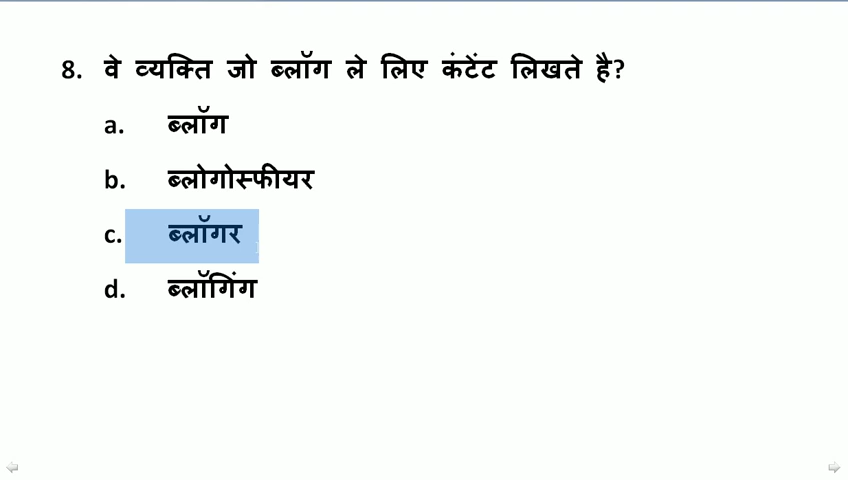 8. वे व्यक्ति जो ब्लॉग ले लिए कंटेंट लिखते है?
a. ब्लॉग
b. ब्लोगोस्फीयर
c. ब्लॉगर
d. ब्लॉगिंग